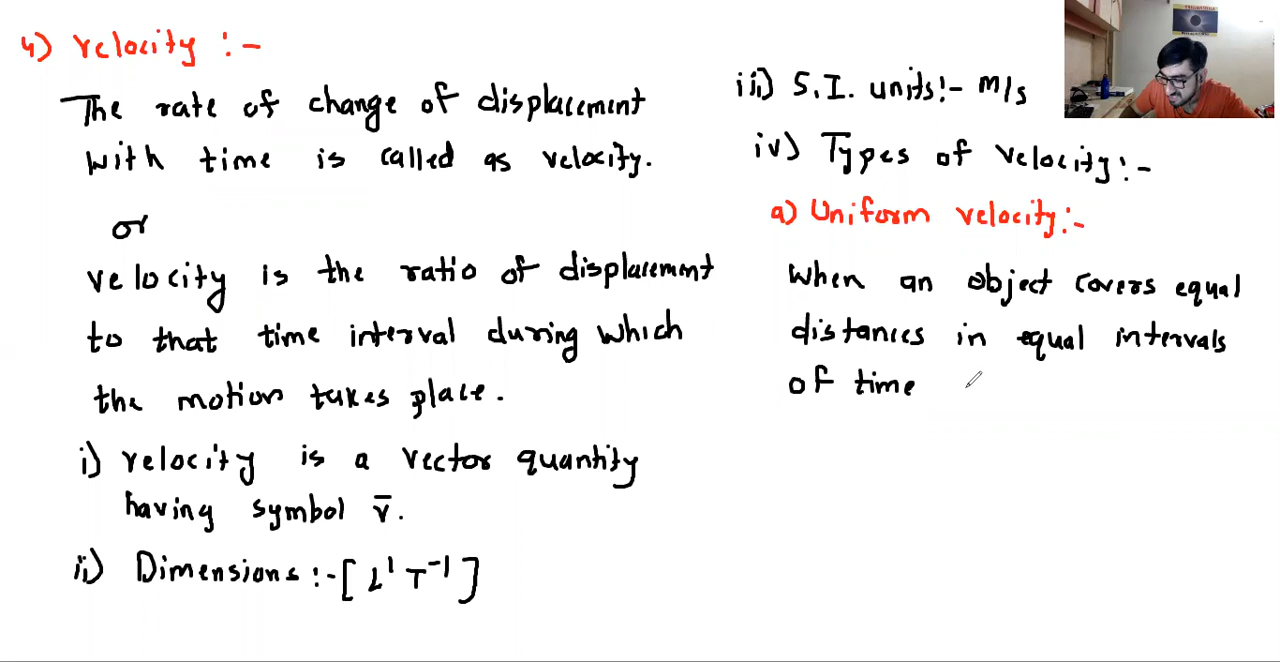 4) Velocity :-
The rate of change of displacement
with time is called as velocity.
or
velocity is the ratio of displacement
to that time interval during which
the motion takes place.
i) velocity is a vector quantity
having symbol v̄.
ii) Dimensions :- [L¹ T⁻¹]
iii) S.I. units :- m/s
iv) Types of velocity :-
a) Uniform velocity :-
When an object covers equal
distances in equal intervals
of time